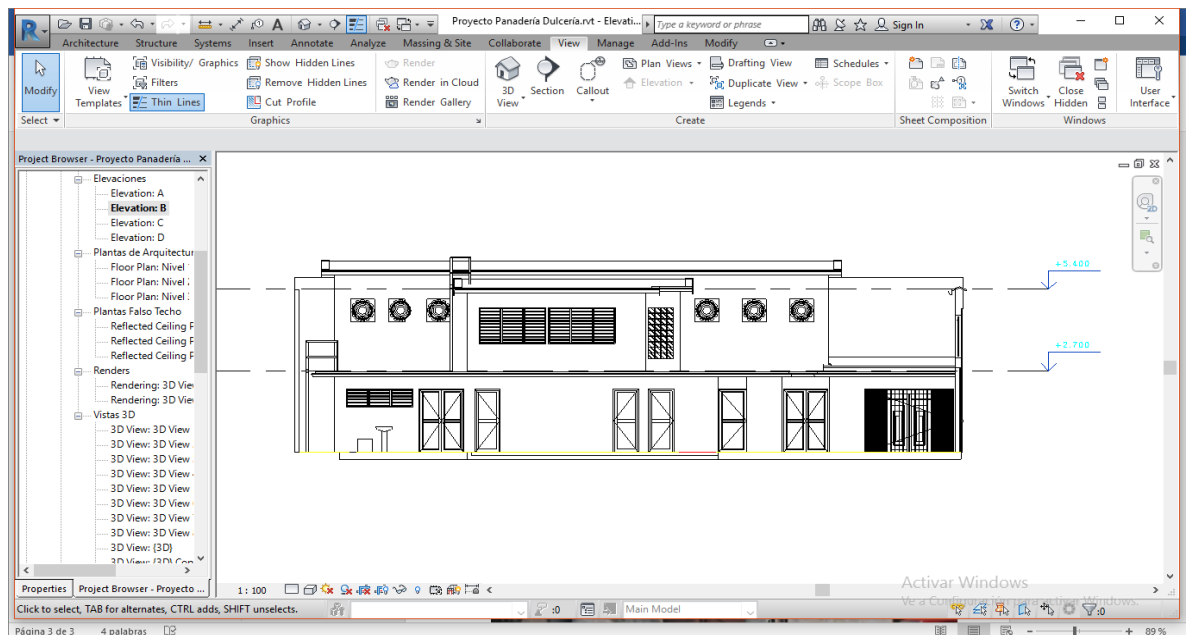 Proyecto Panadería Dulcería.rvt - Elevati...
Type a keyword or phrase
Sign In
Architecture Structure Systems Insert Annotate Analyze Massing & Site Collaborate View Manage Add-Ins Modify
Visibility/ Graphics Show Hidden Lines Render Plan Views Drafting View Schedules
Filters Remove Hidden Lines Render in Cloud Elevation Duplicate View Scope Box
Modify View Templates Thin Lines Cut Profile Render Gallery 3D View Section Callout Legends Switch Windows Close Hidden User Interface
Select Graphics Create Sheet Composition Windows
Project Browser - Proyecto Panadería ...
Elevaciones
Elevation: A
Elevation: B
Elevation: C
Elevation: D
Plantas de Arquitectur
Floor Plan: Nivel
Floor Plan: Nivel
Floor Plan: Nivel
Plantas Falso Techo
Reflected Ceiling P
Reflected Ceiling P
Reflected Ceiling P
Renders
Rendering: 3D Vie
Rendering: 3D Vie
Vistas 3D
3D View: 3D View
3D View: 3D View
3D View: 3D View
3D View: 3D View
3D View: 3D View
3D View: 3D View
3D View: 3D View
3D View: 3D View
3D View: {3D}
+5.400
+2.700
Properties Project Browser - Proyecto ...
1 : 100
Activar Windows
Click to select, TAB for alternates, CTRL adds, SHIFT unselects.
:0
Main Model
:0
Página 3 de 3 4 palabras
89 %